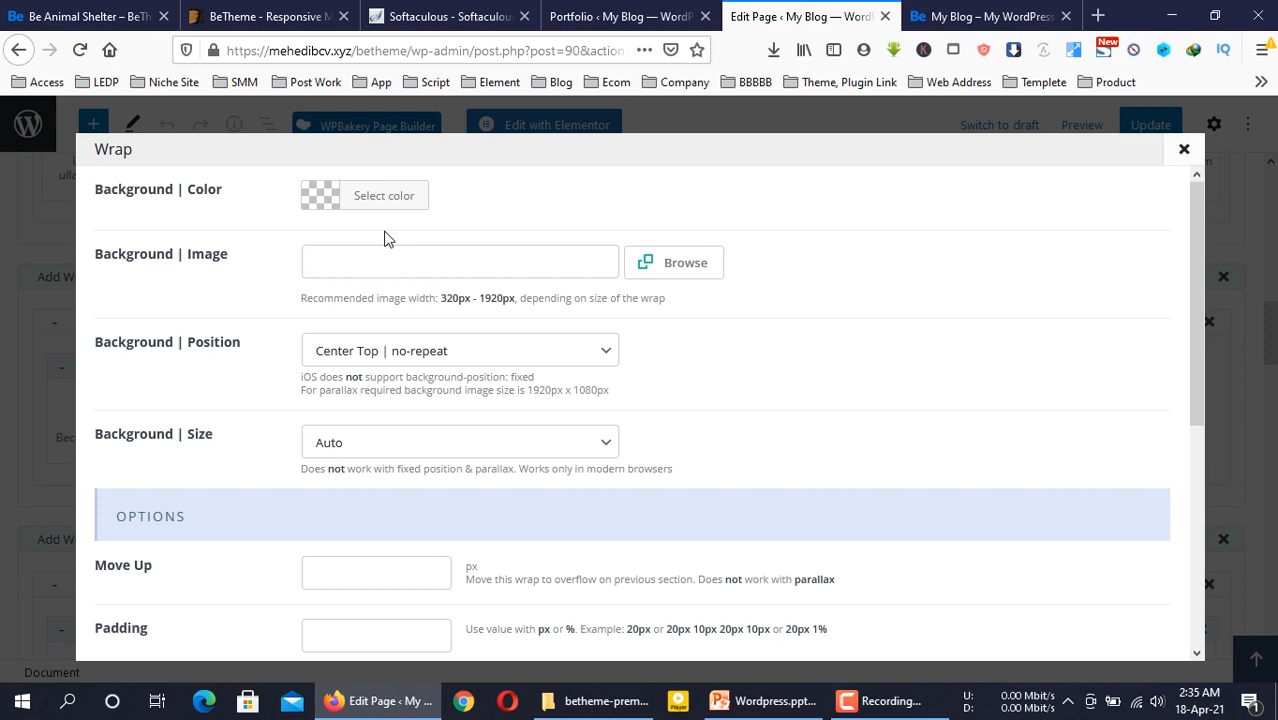 Be Animal Shelter – BeTh
BeTheme - Responsive M
Softaculous - Softaculous
Portfolio ‹ My Blog — WordP
Edit Page ‹ My Blog — Word
My Blog – My WordPress
https://mehedibcv.xyz/betheme/wp-admin/post.php?post=90&action
New
IQ
Access
LEDP
Niche Site
SMM
Post Work
App
Script
Element
Blog
Ecom
Company
BBBBB
Theme, Plugin Link
Web Address
Templete
Product
WPBakery Page Builder
Edit with Elementor
Switch to draft
Preview
Update
Wrap
Background | Color
Select color
Background | Image
Browse
Recommended image width: 320px - 1920px, depending on size of the wrap
Background | Position
Center Top | no-repeat
iOS does not support background-position: fixed
For parallax required background image size is 1920px x 1080px
Background | Size
Auto
Does not work with fixed position & parallax. Works only in modern browsers
OPTIONS
Move Up
px
Move this wrap to overflow on previous section. Does not work with parallax
Padding
Use value with px or %. Example: 20px or 20px 10px 20px 10px or 20px 1%
ulla
Add W
Bec
Add W
Document
Edit Page ‹ My ...
betheme-prem...
Wordpress.ppt...
Recording...
U: 0.00 Mbit/s
D: 0.00 Mbit/s
2:35 AM
18-Apr-21